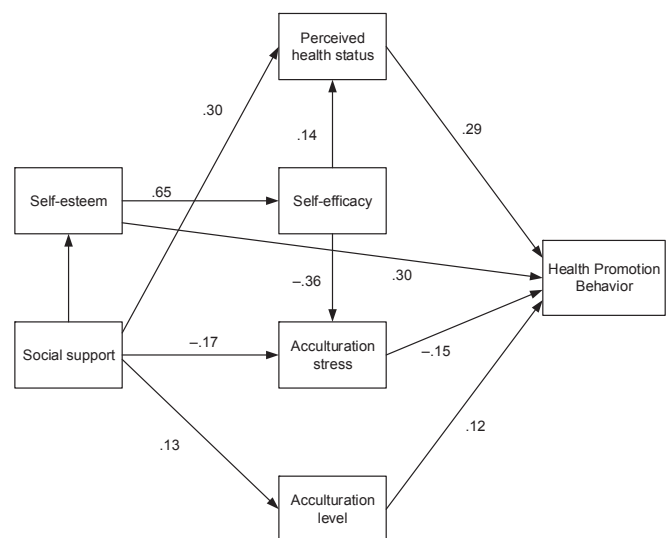 Perceived
health status
.30
.29
.14
Self-esteem
.65
Self-efficacy
Health Promotion
Behavior
.30
–.36
Social support
–.17
Acculturation
stress
–.15
.12
.13
Acculturation
level